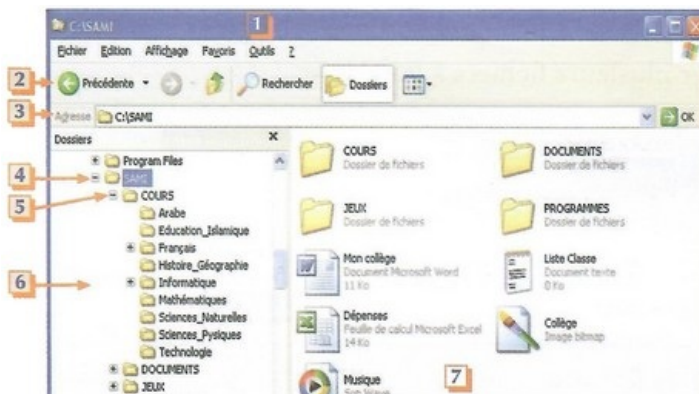 C:\SAMI
1
Fichier Edition Affichage Favoris Outils ?
2
Précédente
Rechercher
Dossiers
3
Adresse C:\SAMI OK
Dossiers x
Program Files
4
SAMI
5
COURS
Arabe
Education_Islamique
Français
Histoire_Géographie
6
Informatique
Mathématiques
Sciences_Naturelles
Sciences_Pysiques
Technologie
DOCUMENTS
JEUX
COURS
Dossier de fichiers
DOCUMENTS
Dossier de fichiers
JEUX
Dossier de fichiers
PROGRAMMES
Dossier de fichiers
Mon collège
Document Microsoft Word
11 Ko
Liste Classe
Document texte
0 Ko
Dépenses
Feuille de calcul Microsoft Excel
14 Ko
Collège
Image bitmap
Musique
Son Wave
7